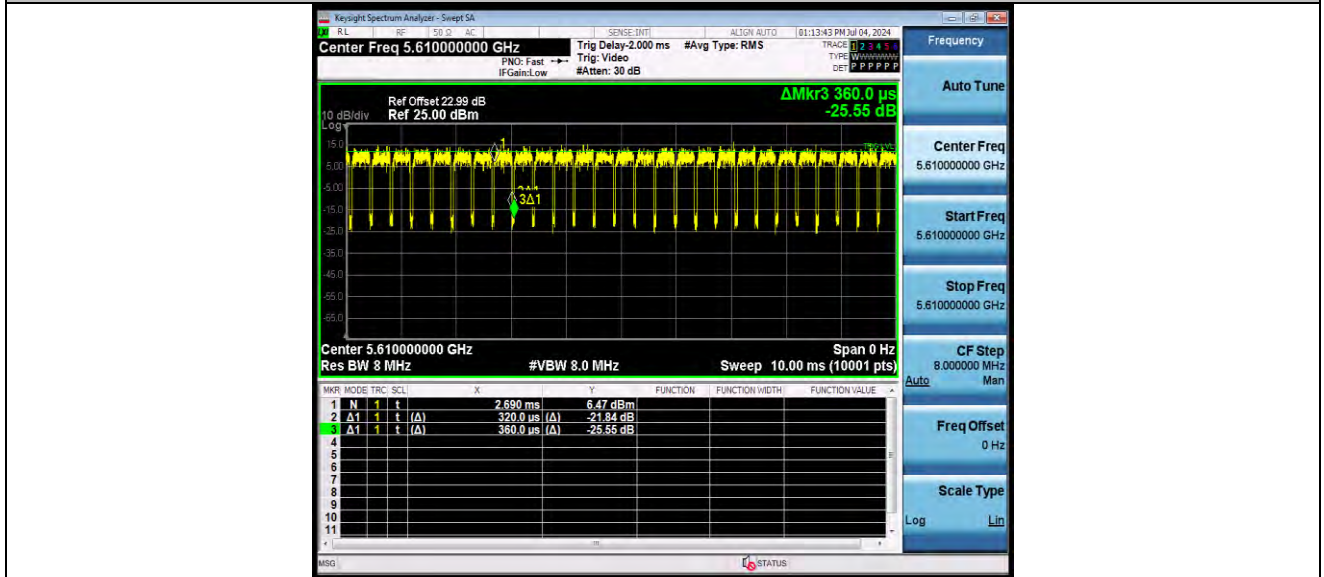 Keysight Spectrum Analyzer - Swept SA
RL RF 50 Ω AC SENSE:INT ALIGN AUTO 01:13:43 PM Jul 04, 2024
Center Freq 5.610000000 GHz
Trig Delay-2.000 ms #Avg Type: RMS
TRACE 1 2 3 4 5 6
PNO: Fast Trig: Video
TYPE WWWWWW
IFGain:Low #Atten: 30 dB
DET P P P P P P
Frequency
Auto Tune
ΔMkr3 360.0 µs
-25.55 dB
Ref Offset 22.99 dB
10 dB/div Ref 25.00 dBm
Log
15.0
5.00
-5.00
-15.0
-25.0
-35.0
-45.0
-55.0
-65.0
1
3Δ1
Center 5.610000000 GHz Span 0 Hz
Res BW 8 MHz #VBW 8.0 MHz Sweep 10.00 ms (10001 pts)
MKR MODE TRC SCL X Y FUNCTION FUNCTION WIDTH FUNCTION VALUE
1 N 1 t 2.690 ms 6.47 dBm
2 Δ1 1 t (Δ) 320.0 µs (Δ) -21.84 dB
3 Δ1 1 t (Δ) 360.0 µs (Δ) -25.55 dB
4
5
6
7
8
9
10
11
Center Freq
5.610000000 GHz
Start Freq
5.610000000 GHz
Stop Freq
5.610000000 GHz
CF Step
8.000000 MHz
Auto Man
Freq Offset
0 Hz
Scale Type
Log Lin
MSG STATUS